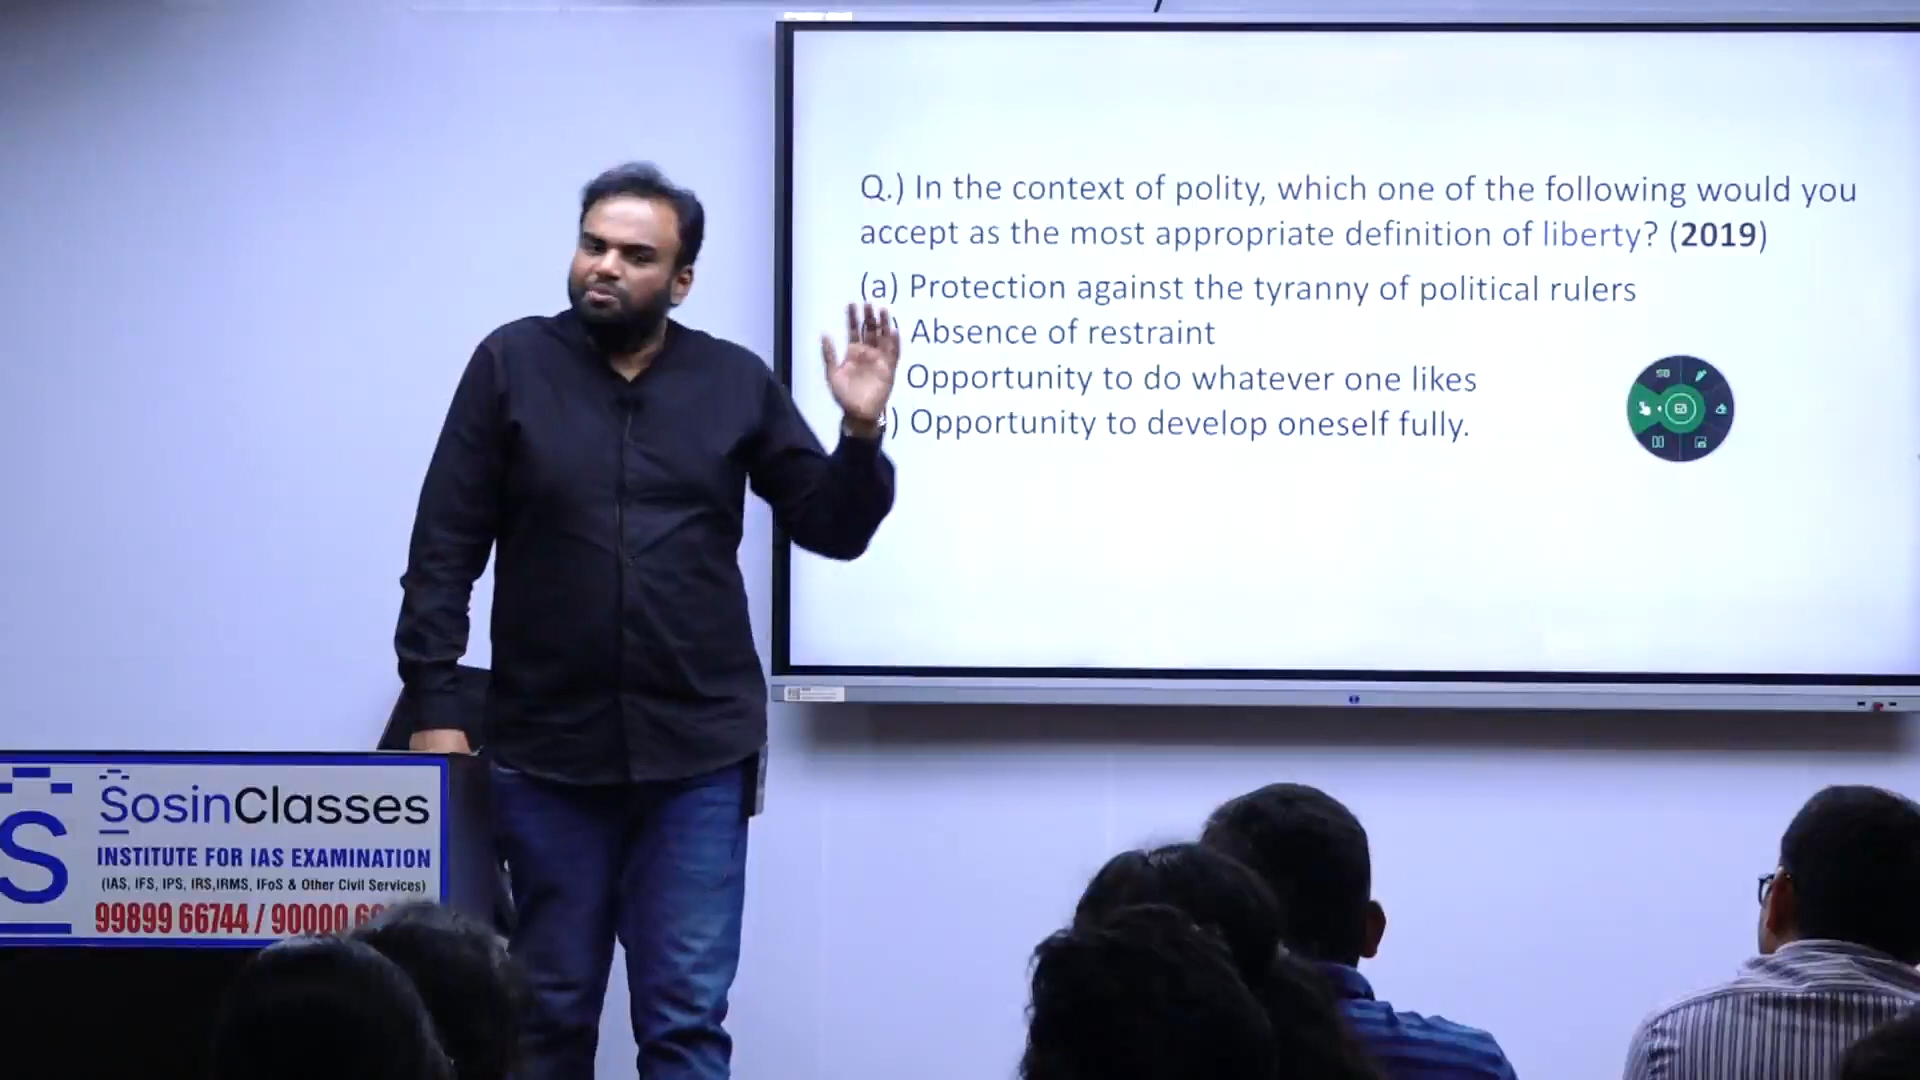 Q.) In the context of polity, which one of the following would you
accept as the most appropriate definition of liberty? (2019)
(a) Protection against the tyranny of political rulers
Absence of restraint
Opportunity to do whatever one likes
) Opportunity to develop oneself fully.
S
SosinClasses
INSTITUTE FOR IAS EXAMINATION
(IAS, IFS, IPS, IRS,IRMS, IFoS & Other Civil Services)
99899 66744 / 90000